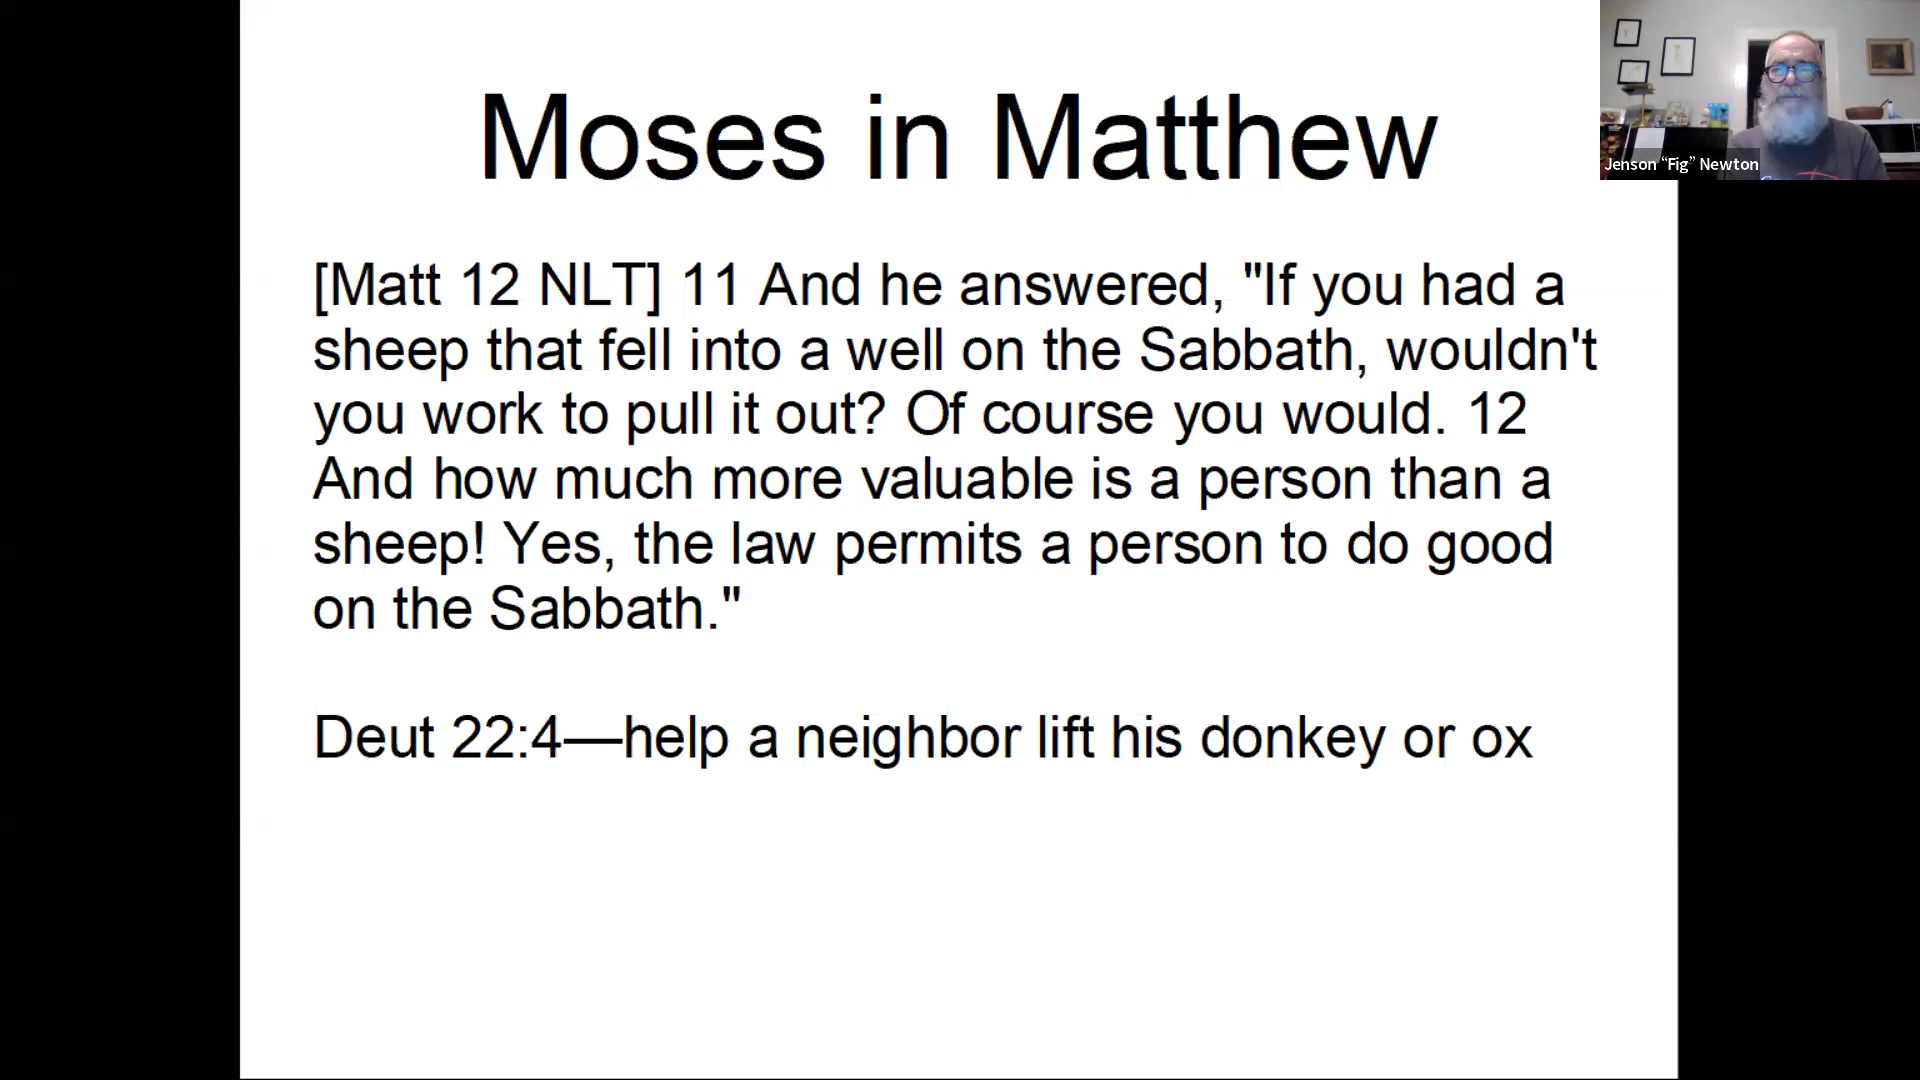 Moses in Matthew
Jenson “Fig” Newton
[Matt 12 NLT] 11 And he answered, "If you had a
sheep that fell into a well on the Sabbath, wouldn't
you work to pull it out? Of course you would. 12
And how much more valuable is a person than a
sheep! Yes, the law permits a person to do good
on the Sabbath."
Deut 22:4—help a neighbor lift his donkey or ox